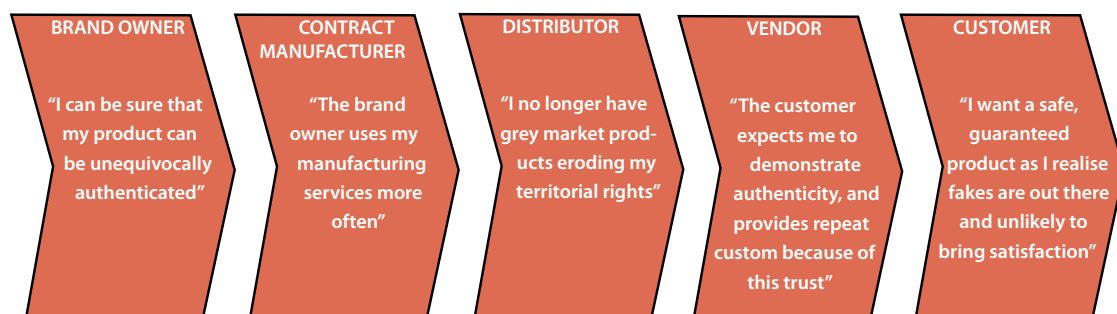 BRAND OWNER
“I can be sure that
my product can
be unequivocally
authenticated”
CONTRACT
MANUFACTURER
“The brand
owner uses my
manufacturing
services more
often”
DISTRIBUTOR
“I no longer have
grey market prod-
ucts eroding my
territorial rights”
VENDOR
“The customer
expects me to
demonstrate
authenticity, and
provides repeat
custom because of
this trust”
CUSTOMER
“I want a safe,
guaranteed
product as I realise
fakes are out there
and unlikely to
bring satisfaction”